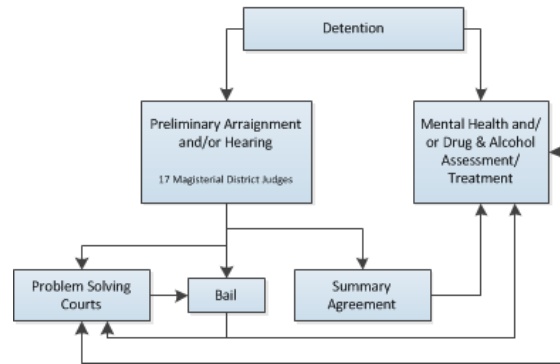 Detention
Preliminary Arraignment
and/or Hearing
17 Magisterial District Judges
Mental Health and/
or Drug & Alcohol
Assessment/
Treatment
Problem Solving
Courts
Bail
Summary
Agreement